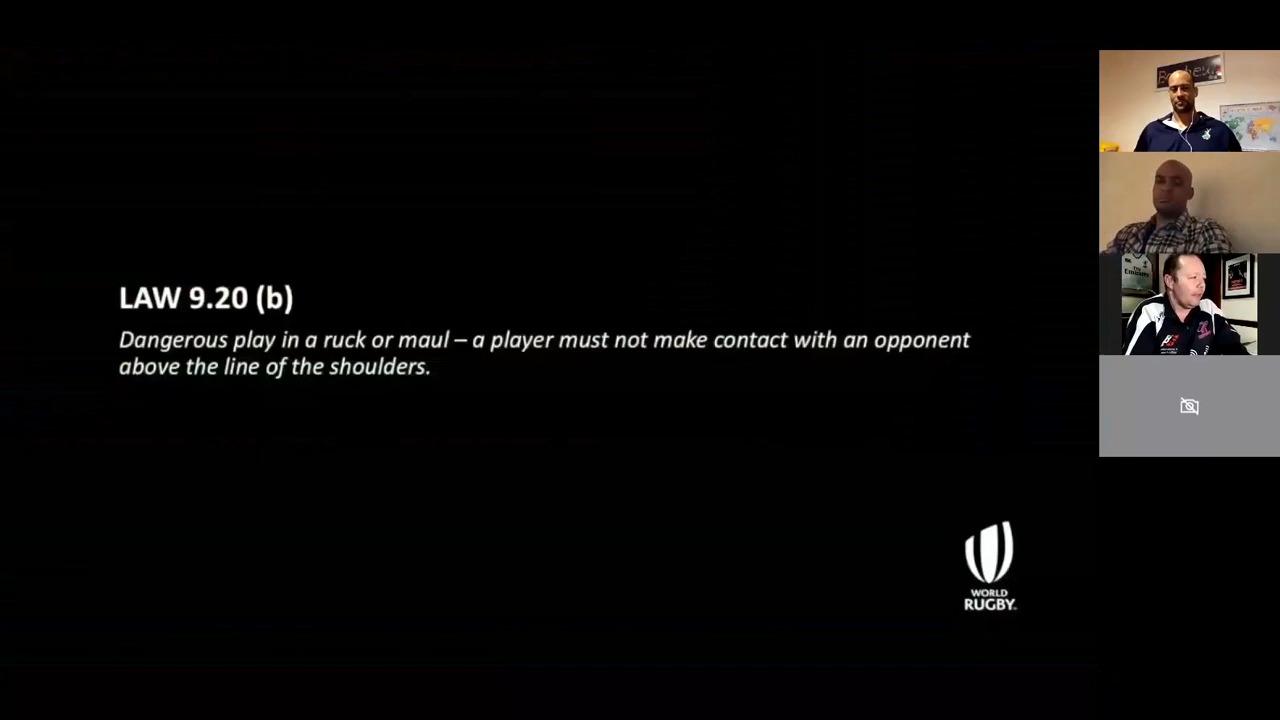 LAW 9.20 (b)
Dangerous play in a ruck or maul – a player must not make contact with an opponent
above the line of the shoulders.
WORLD
RUGBY
Emirates